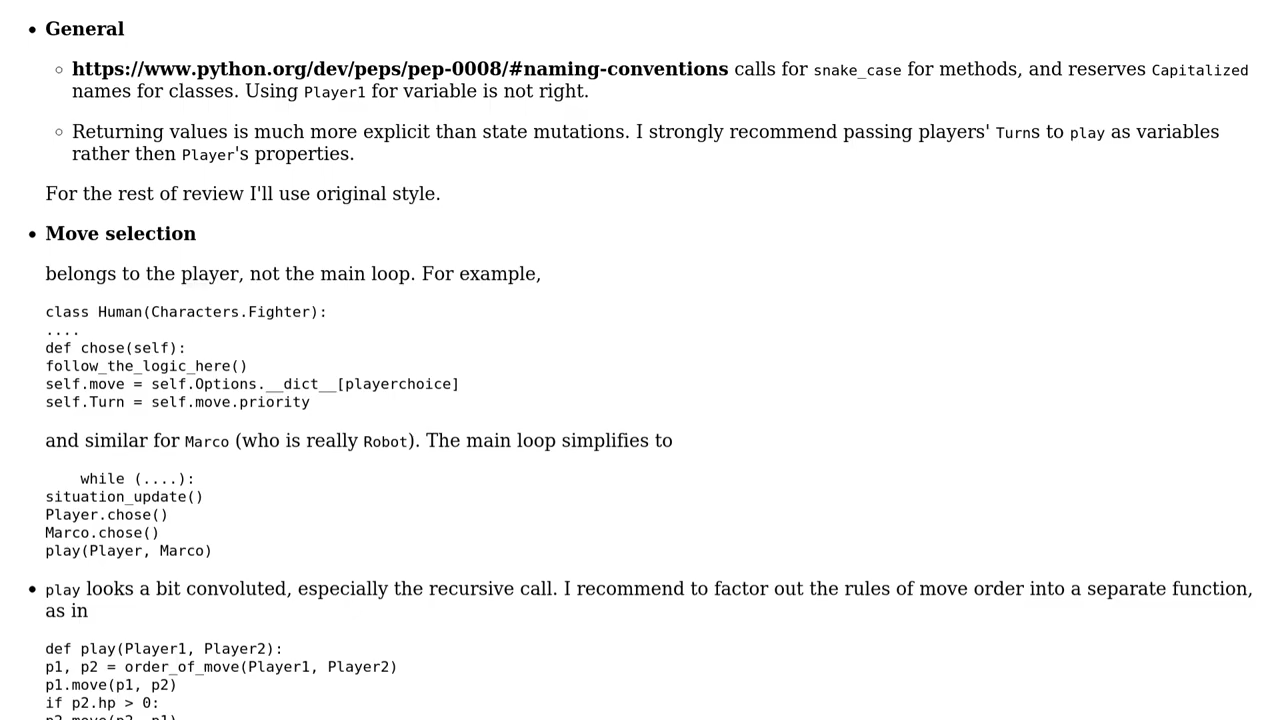 • General
◦ https://www.python.org/dev/peps/pep-0008/#naming-conventions calls for snake_case for methods, and reserves Capitalized
names for classes. Using Player1 for variable is not right.
◦ Returning values is much more explicit than state mutations. I strongly recommend passing players' Turns to play as variables
rather then Player's properties.
For the rest of review I'll use original style.
• Move selection
belongs to the player, not the main loop. For example,
class Human(Characters.Fighter):
....
def chose(self):
follow_the_logic_here()
self.move = self.Options.__dict__[playerchoice]
self.Turn = self.move.priority
and similar for Marco (who is really Robot). The main loop simplifies to
    while (....):
situation_update()
Player.chose()
Marco.chose()
play(Player, Marco)
• play looks a bit convoluted, especially the recursive call. I recommend to factor out the rules of move order into a separate function,
as in
def play(Player1, Player2):
p1, p2 = order_of_move(Player1, Player2)
p1.move(p1, p2)
if p2.hp > 0:
p2.move(p2, p1)